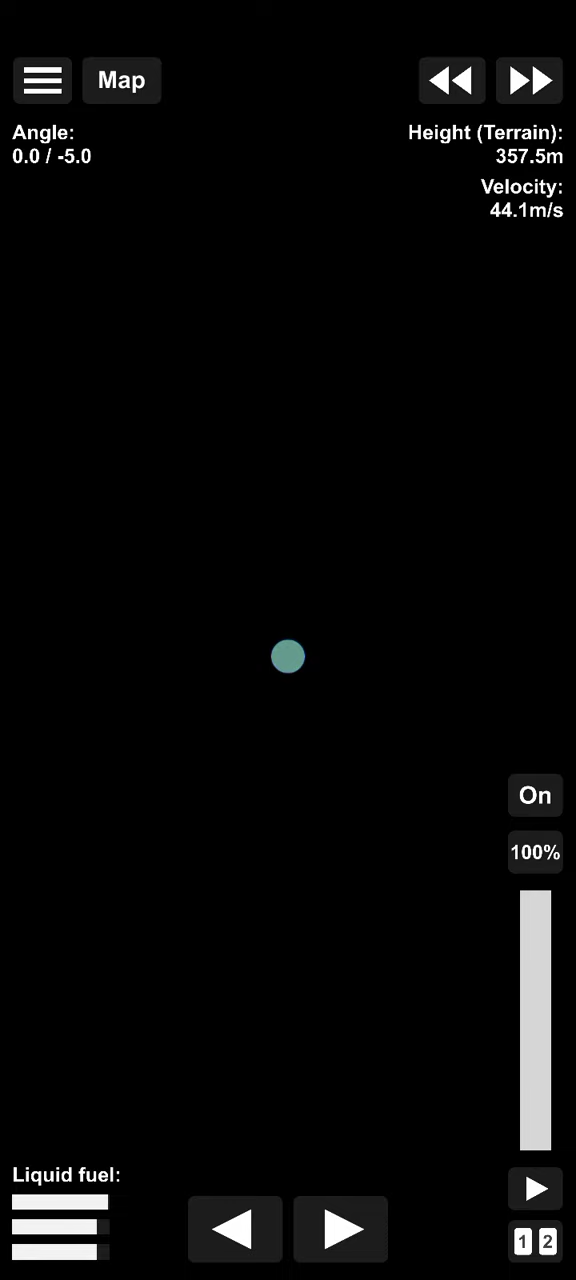 Map
Angle:
0.0 / -5.0
Height (Terrain):
357.5m
Velocity:
44.1m/s
On
100%
Liquid fuel:
1 2